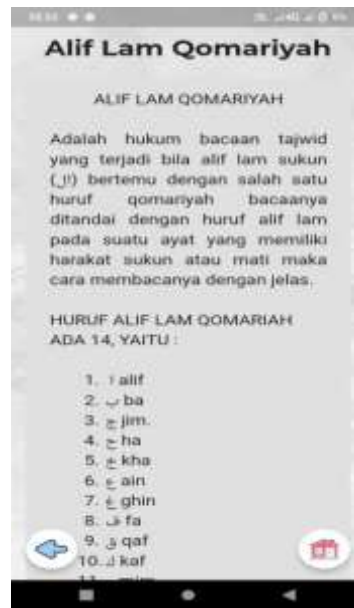 Alif Lam Qomariyah
ALIF LAM QOMARIYAH
Adalah hukum bacaan tajwid
yang terjadi bila alif lam sukun
bertemu dengan salah satu
huruf qomariyah bacaanya
ditandai dengan huruf alif lam
pada suatu ayat yang memiliki
harakat sukun atau mati maka
cara membacanya dengan jelas.
HURUF ALIF LAM QOMARIAH
ADA 14, YAITU :
1. ا alif
2. ب ba
3. ج jim.
4. ح ha
5. خ kha
6. ع ain
7. غ ghin
8. ف fa
9. ق qaf
10. ك kaf